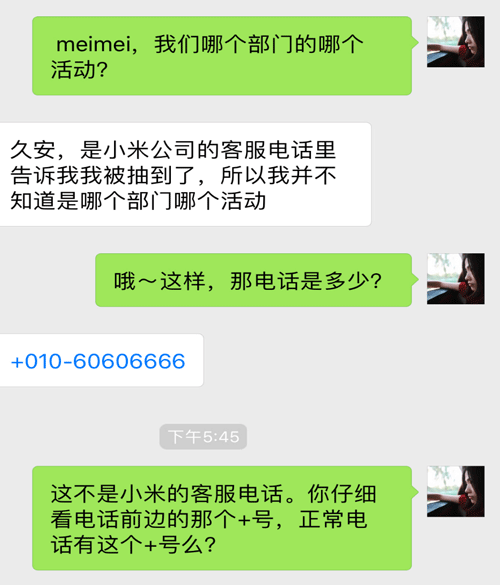 meimei，我们哪个部门的哪个
活动？
久安，是小米公司的客服电话里
告诉我我被抽到了，所以我并不
知道是哪个部门哪个活动
哦～这样，那电话是多少？
+010-60606666
下午5:45
这不是小米的客服电话。你仔细
看电话前边的那个+号，正常电
话有这个+号么？